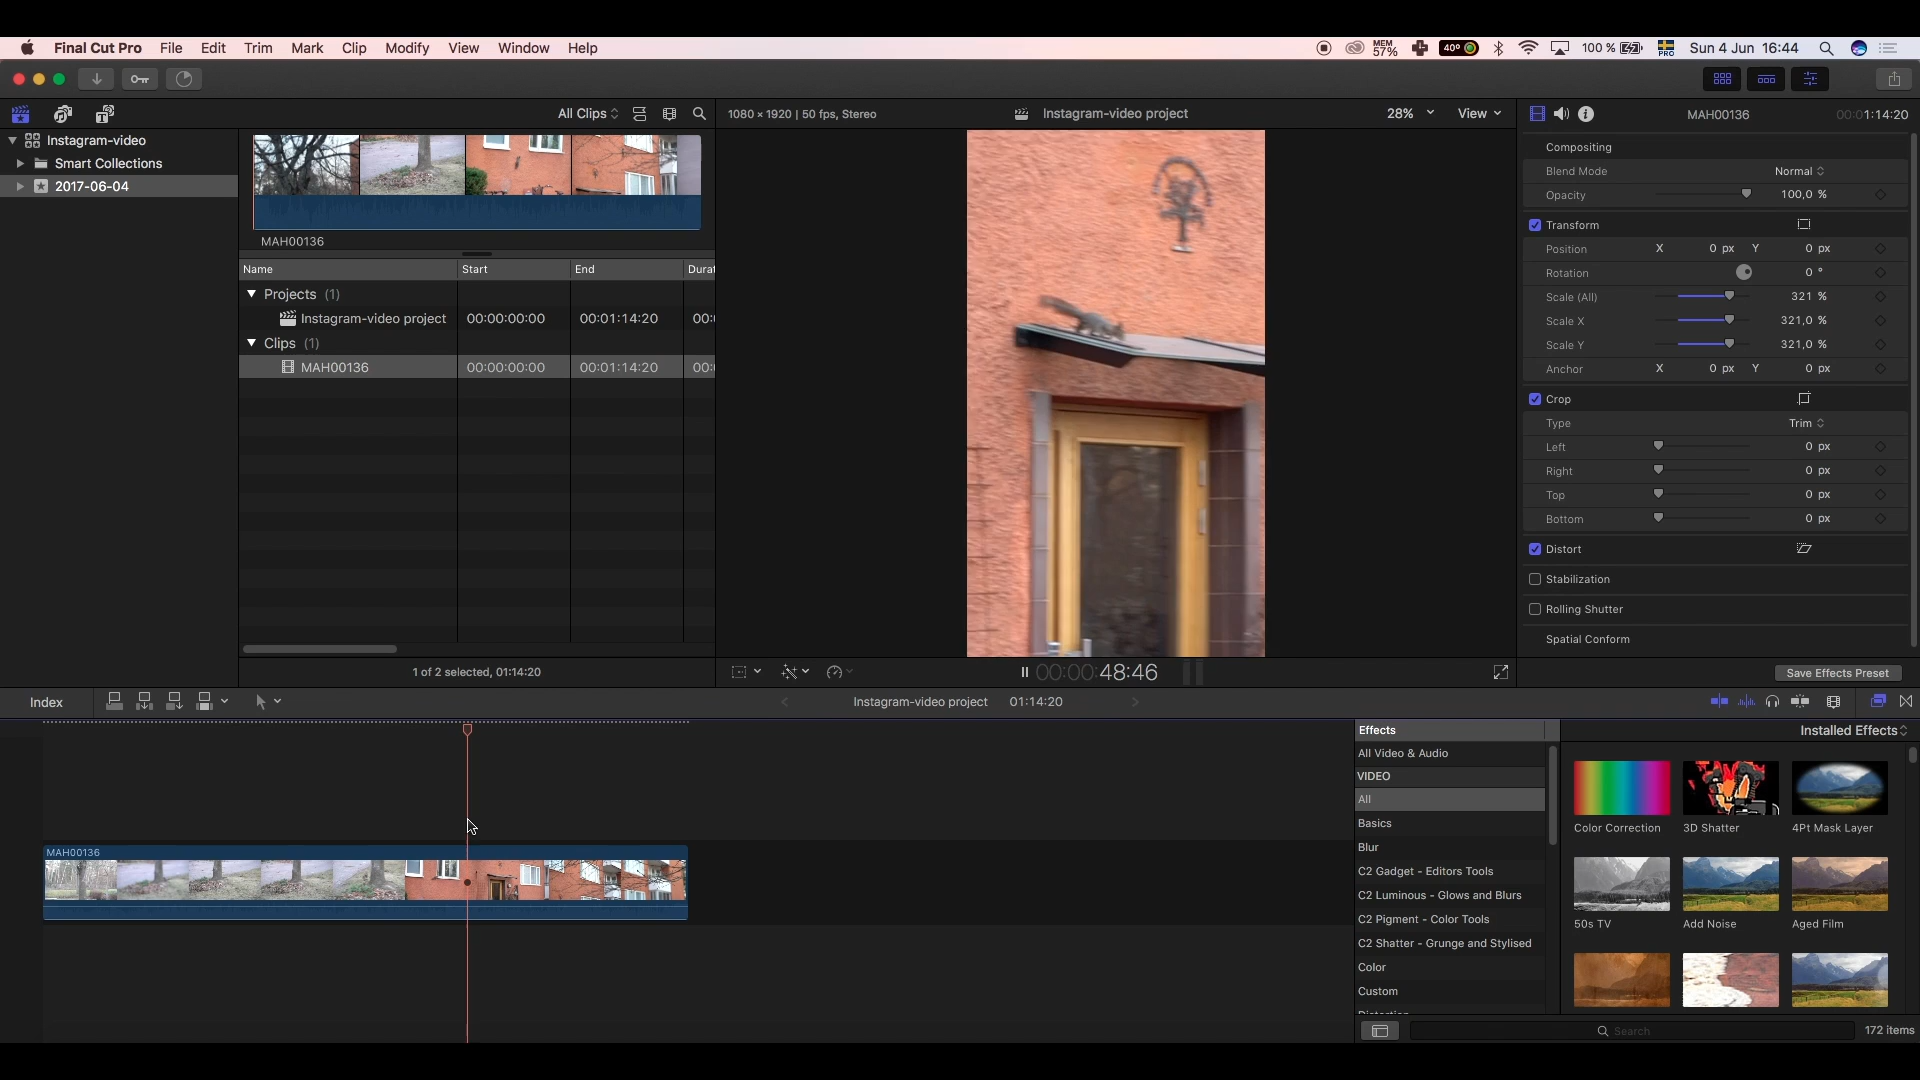 Final Cut Pro File Edit Trim Mark Clip Modify View Window Help
MEM 57% 40° 100 % PRO Sun 4 Jun 16:44
All Clips
1080 × 1920 | 50 fps, Stereo
Instagram-video project
28% View
MAH00136
00:01:14:20
Instagram-video
Smart Collections
2017-06-04
MAH00136
Name Start End Durat
Projects (1)
Instagram-video project 00:00:00:00 00:01:14:20 00:
Clips (1)
MAH00136 00:00:00:00 00:01:14:20 00:
1 of 2 selected, 01:14:20
00:00:48:46
Compositing
Blend Mode Normal
Opacity 100,0 %
Transform
Position X 0 px Y 0 px
Rotation 0 °
Scale (All) 321 %
Scale X 321,0 %
Scale Y 321,0 %
Anchor X 0 px Y 0 px
Crop
Type Trim
Left 0 px
Right 0 px
Top 0 px
Bottom 0 px
Distort
Stabilization
Rolling Shutter
Spatial Conform
Save Effects Preset
Index
Instagram-video project 01:14:20
MAH00136
Effects
All Video & Audio
VIDEO
All
Basics
Blur
C2 Gadget - Editors Tools
C2 Luminous - Glows and Blurs
C2 Pigment - Color Tools
C2 Shatter - Grunge and Stylised
Color
Custom
Distortion
Installed Effects
Color Correction 3D Shatter 4Pt Mask Layer
50s TV Add Noise Aged Film
Search
172 items